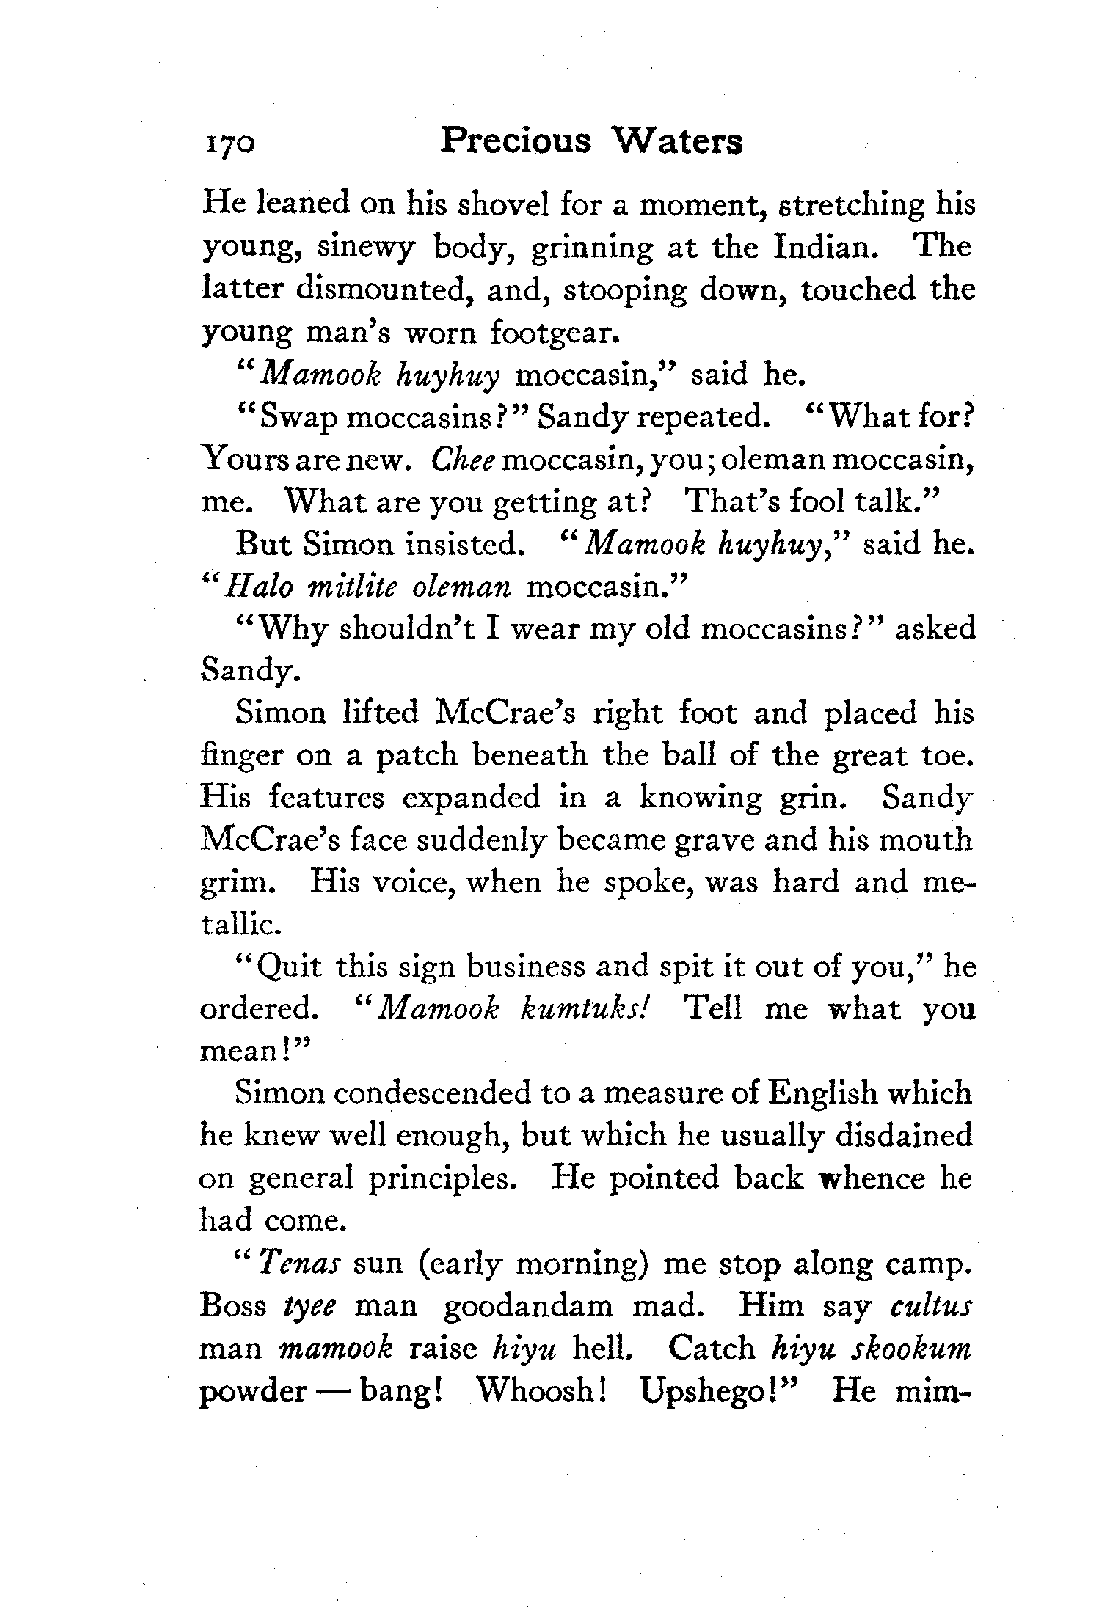 170 Precious Waters
He leaned on his shovel for a moment, stretching his
young, sinewy body, grinning at the Indian. The
latter dismounted, and, stooping down, touched the
young man's worn footgear.
"Mamook huyhuy moccasin," said he.
"Swap moccasins?" Sandy repeated. "What for?
Yours are new. Chee moccasin, you; oleman moccasin,
me. What are you getting at? That's fool talk."
But Simon insisted. "Mamook huyhuy," said he.
"Halo mitlite oleman moccasin."
"Why shouldn't I wear my old moccasins?" asked
Sandy.
Simon lifted McCrae's right foot and placed his
finger on a patch beneath the ball of the great toe.
His features expanded in a knowing grin. Sandy
McCrae's face suddenly became grave and his mouth
grim. His voice, when he spoke, was hard and me-
tallic.
"Quit this sign business and spit it out of you," he
ordered. "Mamook kumtuks! Tell me what you
mean!"
Simon condescended to a measure of English which
he knew well enough, but which he usually disdained
on general principles. He pointed back whence he
had come.
"Tenas sun (early morning) me stop along camp.
Boss tyee man goodandam mad. Him say cultus
man mamook raise hiyu hell. Catch hiyu skookum
powder — bang! Whoosh! Upshego!" He mim-